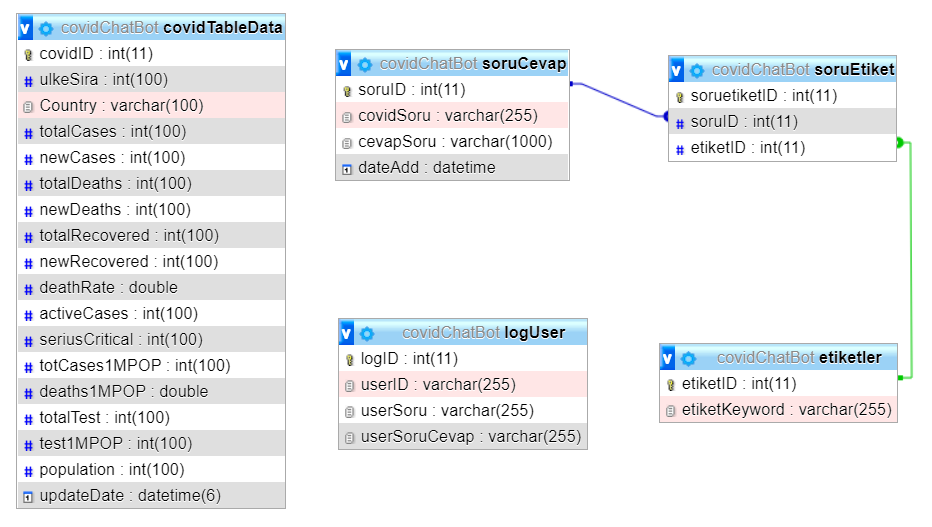 covidChatBot covidTableData
covidID : int(11)
ulkeSira : int(100)
Country : varchar(100)
totalCases : int(100)
newCases : int(100)
totalDeaths : int(100)
newDeaths : int(100)
totalRecovered : int(100)
newRecovered : int(100)
deathRate : double
activeCases : int(100)
seriusCritical : int(100)
totCases1MPOP : int(100)
deaths1MPOP : double
totalTest : int(100)
test1MPOP : int(100)
population : int(100)
updateDate : datetime(6)
covidChatBot soruCevap
soruID : int(11)
covidSoru : varchar(255)
cevapSoru : varchar(1000)
dateAdd : datetime
covidChatBot soruEtiket
soruetiketID : int(11)
soruID : int(11)
etiketID : int(11)
covidChatBot logUser
logID : int(11)
userID : varchar(255)
userSoru : varchar(255)
userSoruCevap : varchar(255)
covidChatBot etiketler
etiketID : int(11)
etiketKeyword : varchar(255)